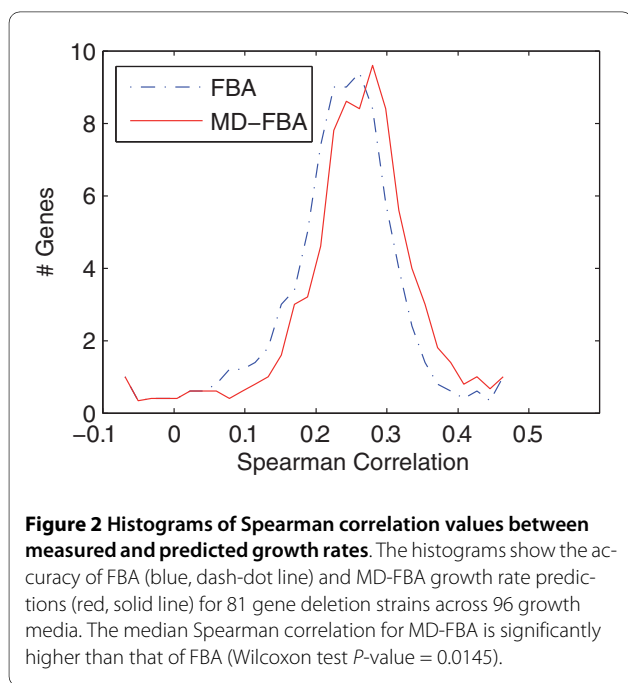 10
8
6
4
2
0
# Genes
FBA
MD-FBA
−0.1
0
0.1
0.2
0.3
0.4
0.5
Spearman Correlation
Figure 2 Histograms of Spearman correlation values between
measured and predicted growth rates. The histograms show the ac-
curacy of FBA (blue, dash-dot line) and MD-FBA growth rate predic-
tions (red, solid line) for 81 gene deletion strains across 96 growth
media. The median Spearman correlation for MD-FBA is significantly
higher than that of FBA (Wilcoxon test P-value = 0.0145).